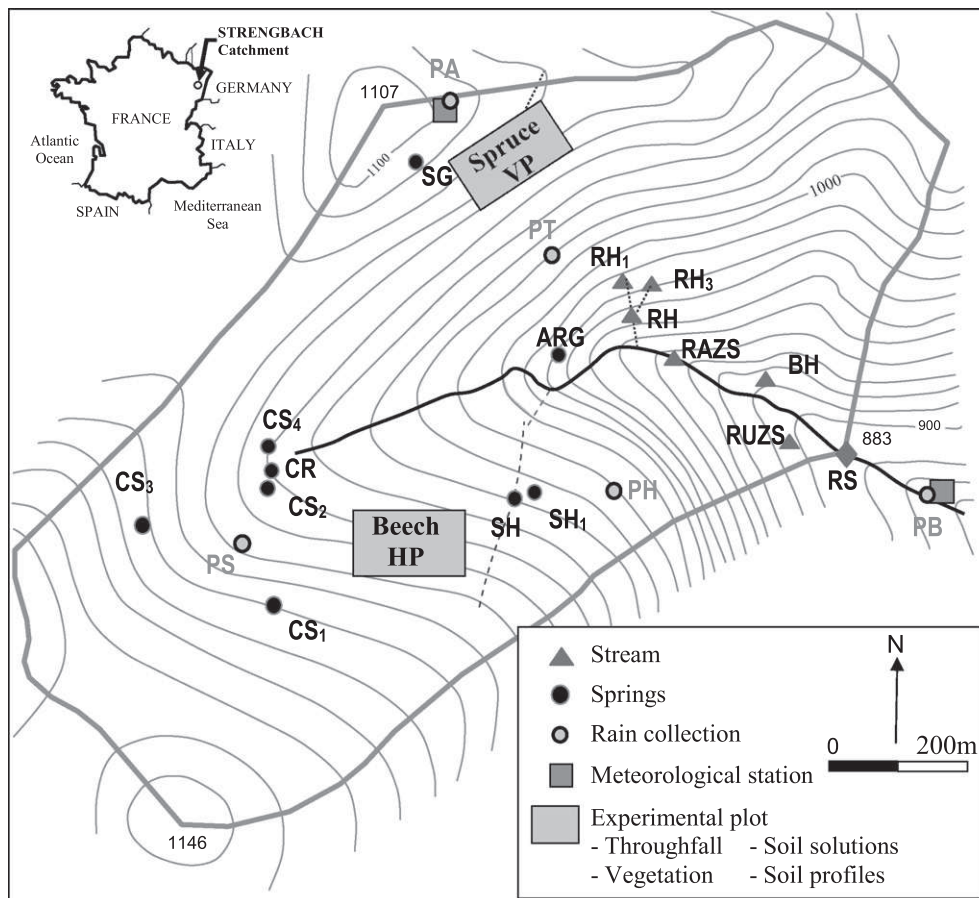 STRENGBACH
Catchment
GERMANY
FRANCE
Atlantic
Ocean
ITALY
SPAIN
Mediterranean
Sea
1107
PA
1100
SG
Spruce
VP
1000
PT
RH1
RH3
RH
ARG
RAZS
BH
900
883
RUZS
RS
PB
CS4
CR
CS3
CS2
PS
Beech
HP
SH
SH1
PH
CS1
1146
Stream
Springs
Rain collection
Meteorological station
Experimental plot
- Throughfall - Soil solutions
- Vegetation - Soil profiles
N
0 200m